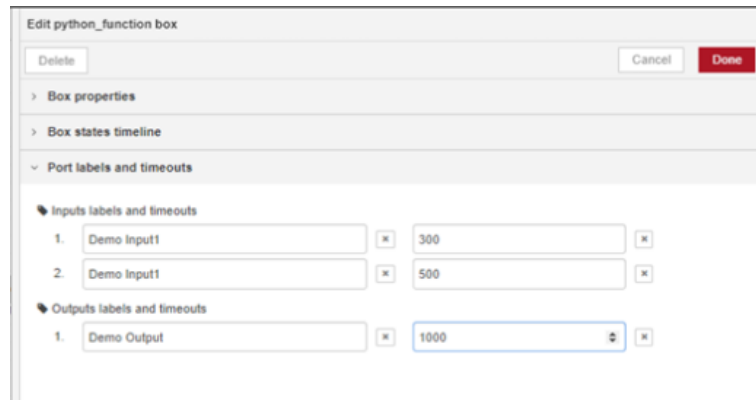 Edit python_function box
Delete Cancel Done
Box properties
Box states timeline
Port labels and timeouts
Inputs labels and timeouts
1. Demo Input1 300
2. Demo Input1 500
Outputs labels and timeouts
1. Demo Output 1000